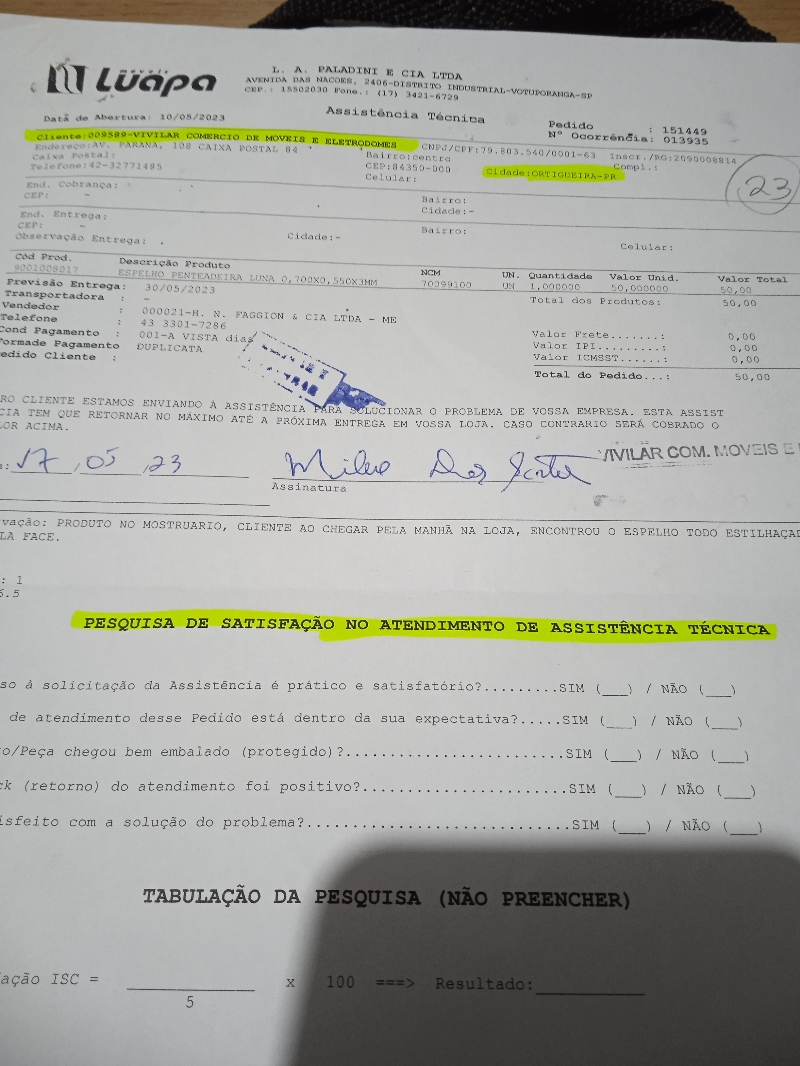 moveis
Luapa
L. A. PALADINI E CIA LTDA
AVENIDA DAS NACOES, 2406-DISTRITO INDUSTRIAL-VOTUPORANGA-SP
CEP.: 15502030 Fone.: (17) 3421-6729
Data de Abertura: 10/05/2023
Assistência Técnica
Pedido : 151449
Nº Ocorrência: 013935
Cliente:009589-VIVILAR COMERCIO DE MOVEIS E ELETRODOMES
CNPJ/CPF:79.803.540/0001-63 Inscr./RG:2090008814
Endereço:AV. PARANA, 108 CAIXA POSTAL 84
Bairro:centro
Compl.:
Caixa Postal:
CEP:84350-000
Cidade:ORTIGUEIRA-PR
Telefone:42-32771485
Celular:
23
End. Cobrança: -
Bairro:
CEP: -
Cidade:-
End. Entrega:
Bairro:
CEP: -
Cidade:-
Observação Entrega: .
Celular:
Cód Prod. Descrição Produto NCM UN. Quantidade Valor Unid. Valor Total
9001008017 ESPELHO PENTEADEIRA LUNA 0,700X0,550X3MM 70099100 UN 1,000000 50,000000 50,00
Previsão Entrega: 30/05/2023
Total dos Produtos: 50,00
Transportadora : -
Vendedor : 000021-H. N. FAGGION & CIA LTDA - ME
Telefone : 43 3301-7286
Valor Frete.......: 0,00
Cond Pagamento : 001-A VISTA dias
Valor IPI.........: 0,00
Formade Pagamento DUPLICATA
Valor ICMSST......: 0,00
edido Cliente :
Total do Pedido...: 50,00
RO CLIENTE ESTAMOS ENVIANDO À ASSISTÊNCIA PARA SOLUCIONAR O PROBLEMA DE VOSSA EMPRESA. ESTA ASSIST
CIA TEM QUE RETORNAR NO MÁXIMO ATÉ A PRÓXIMA ENTREGA EM VOSSA LOJA. CASO CONTRARIO SERÁ COBRADO O
LOR ACIMA.
a: 17/05/23
VIVILAR COM. MOVEIS E
Assinatura
rvação: PRODUTO NO MOSTRUARIO, CLIENTE AO CHEGAR PELA MANHÃ NA LOJA, ENCONTROU O ESPELHO TODO ESTILHAÇAD
LA FACE.
: 1
6.5
PESQUISA DE SATISFAÇÃO NO ATENDIMENTO DE ASSISTÊNCIA TÉCNICA
so à solicitação da Assistência é prático e satisfatório?.........SIM (___) / NÃO (___)
de atendimento desse Pedido está dentro da sua expectativa?.....SIM (___) / NÃO (___)
o/Peça chegou bem embalado (protegido)?..........................SIM (___) / NÃO (___)
ck (retorno) do atendimento foi positivo?........................SIM (___) / NÃO (___)
isfeito com a solução do problema?...............................SIM (___) / NÃO (___)
TABULAÇÃO DA PESQUISA (NÃO PREENCHER)
iação ISC = ___________ x 100 ===> Resultado:__________
5